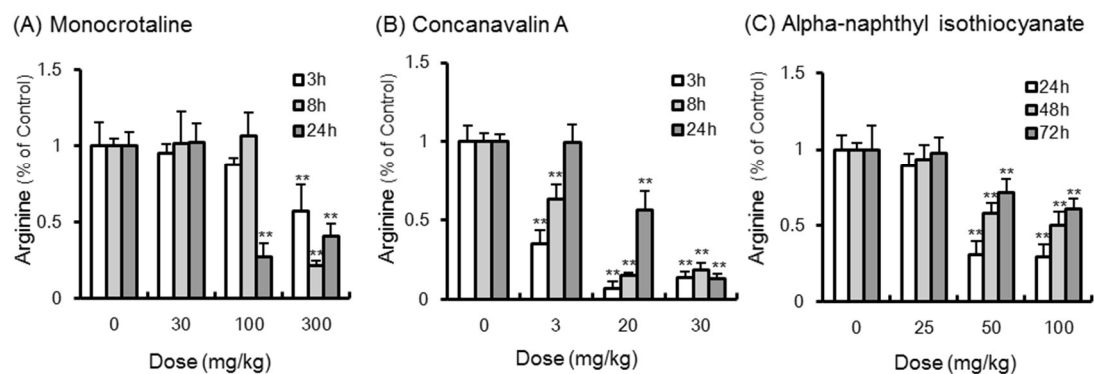 (A) Monocrotaline
(B) Concanavalin A
(C) Alpha-naphthyl isothiocyanate
Arginine (% of Control)
1.5
1
0.5
0
3h
8h
24h
**
**
**
**
0 30 100 300
Dose (mg/kg)
Arginine (% of Control)
1.5
1
0.5
0
3h
8h
24h
**
**
**
**
**
**
**
**
0 3 20 30
Dose (mg/kg)
Arginine (% of Control)
1.5
1
0.5
0
24h
48h
72h
**
**
**
**
**
**
0 25 50 100
Dose (mg/kg)